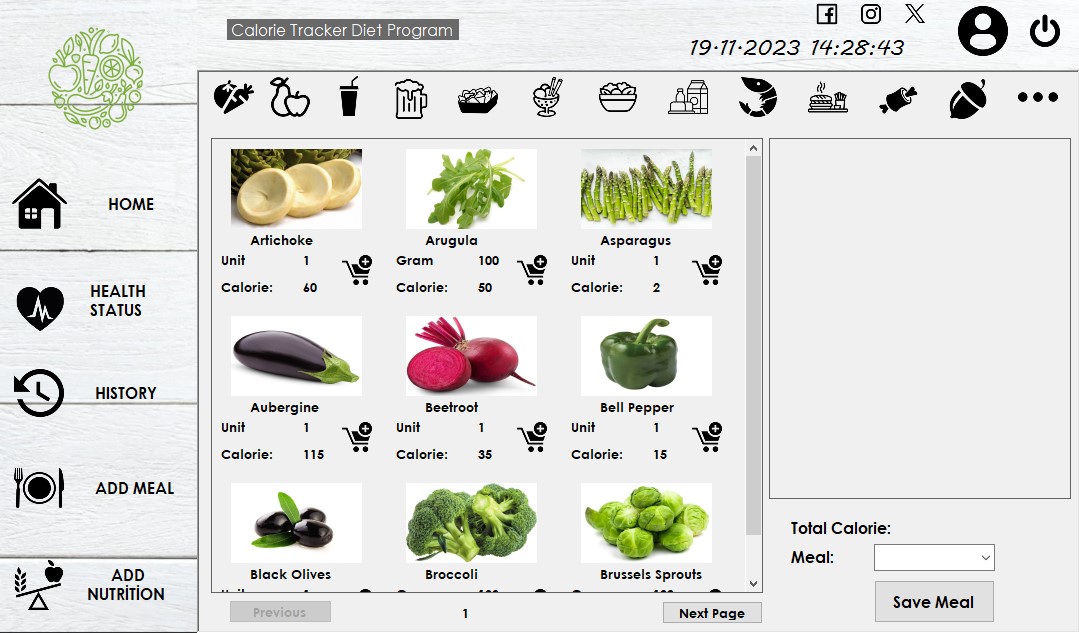 Calorie Tracker Diet Program
19.11.2023 14:28:43
HOME
HEALTH
STATUS
HISTORY
ADD MEAL
ADD
NUTRİTİON
Artichoke
Unit 1
Calorie: 60
Arugula
Gram 100
Calorie: 50
Asparagus
Unit 1
Calorie: 2
Aubergine
Unit 1
Calorie: 115
Beetroot
Unit 1
Calorie: 35
Bell Pepper
Unit 1
Calorie: 15
Black Olives
Broccoli
Brussels Sprouts
Previous
1
Next Page
Total Calorie:
Meal:
Save Meal